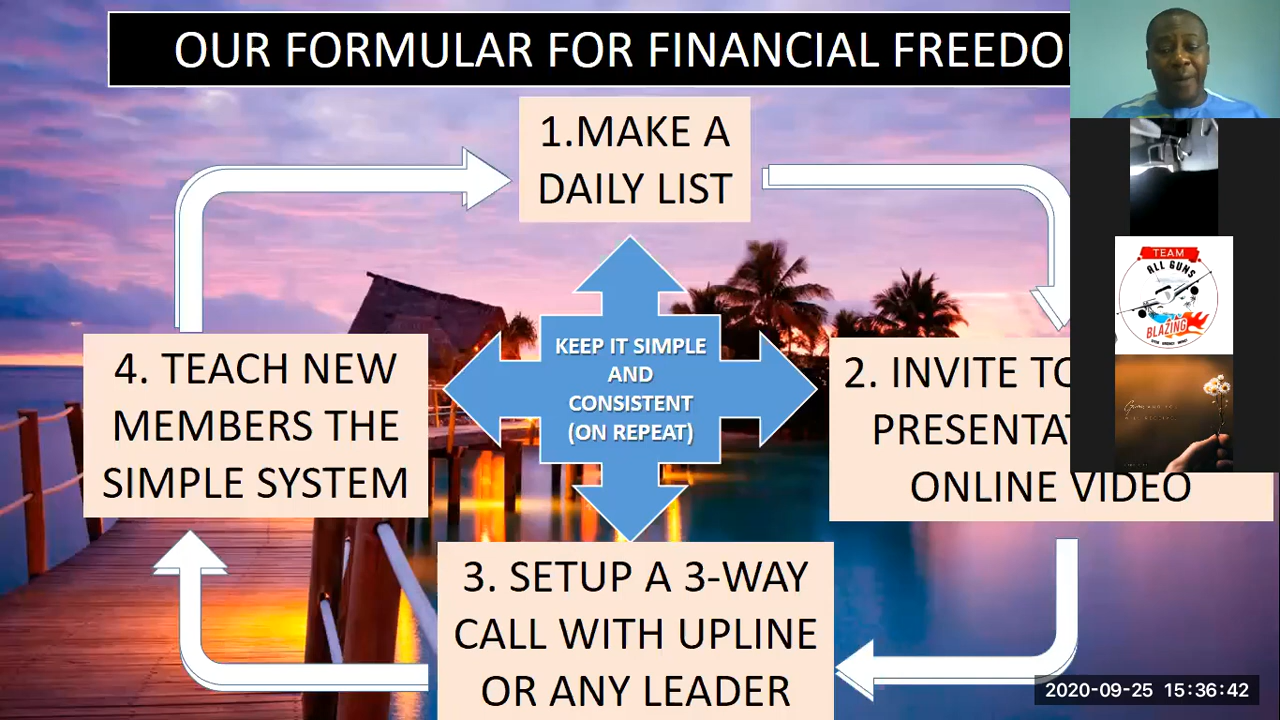 OUR FORMULAR FOR FINANCIAL FREEDO
1.MAKE A
DAILY LIST
2. INVITE TO
PRESENTA
ONLINE VIDEO
3. SETUP A 3-WAY
CALL WITH UPLINE
OR ANY LEADER
4. TEACH NEW
MEMBERS THE
SIMPLE SYSTEM
KEEP IT SIMPLE
AND
CONSISTENT
(ON REPEAT)
TEAM
ALL GUNS
BLAZING
2020-09-25 15:36:42